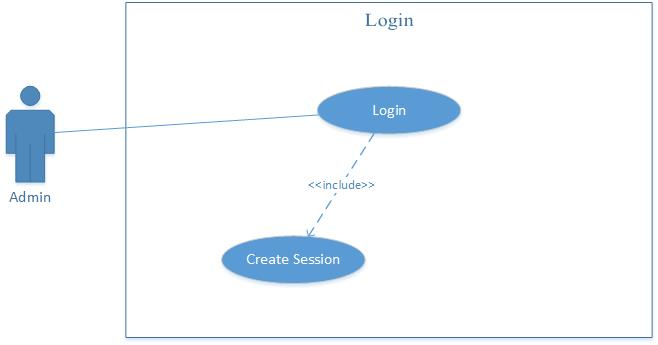 Login
Login
<<include>>
Admin
Create Session